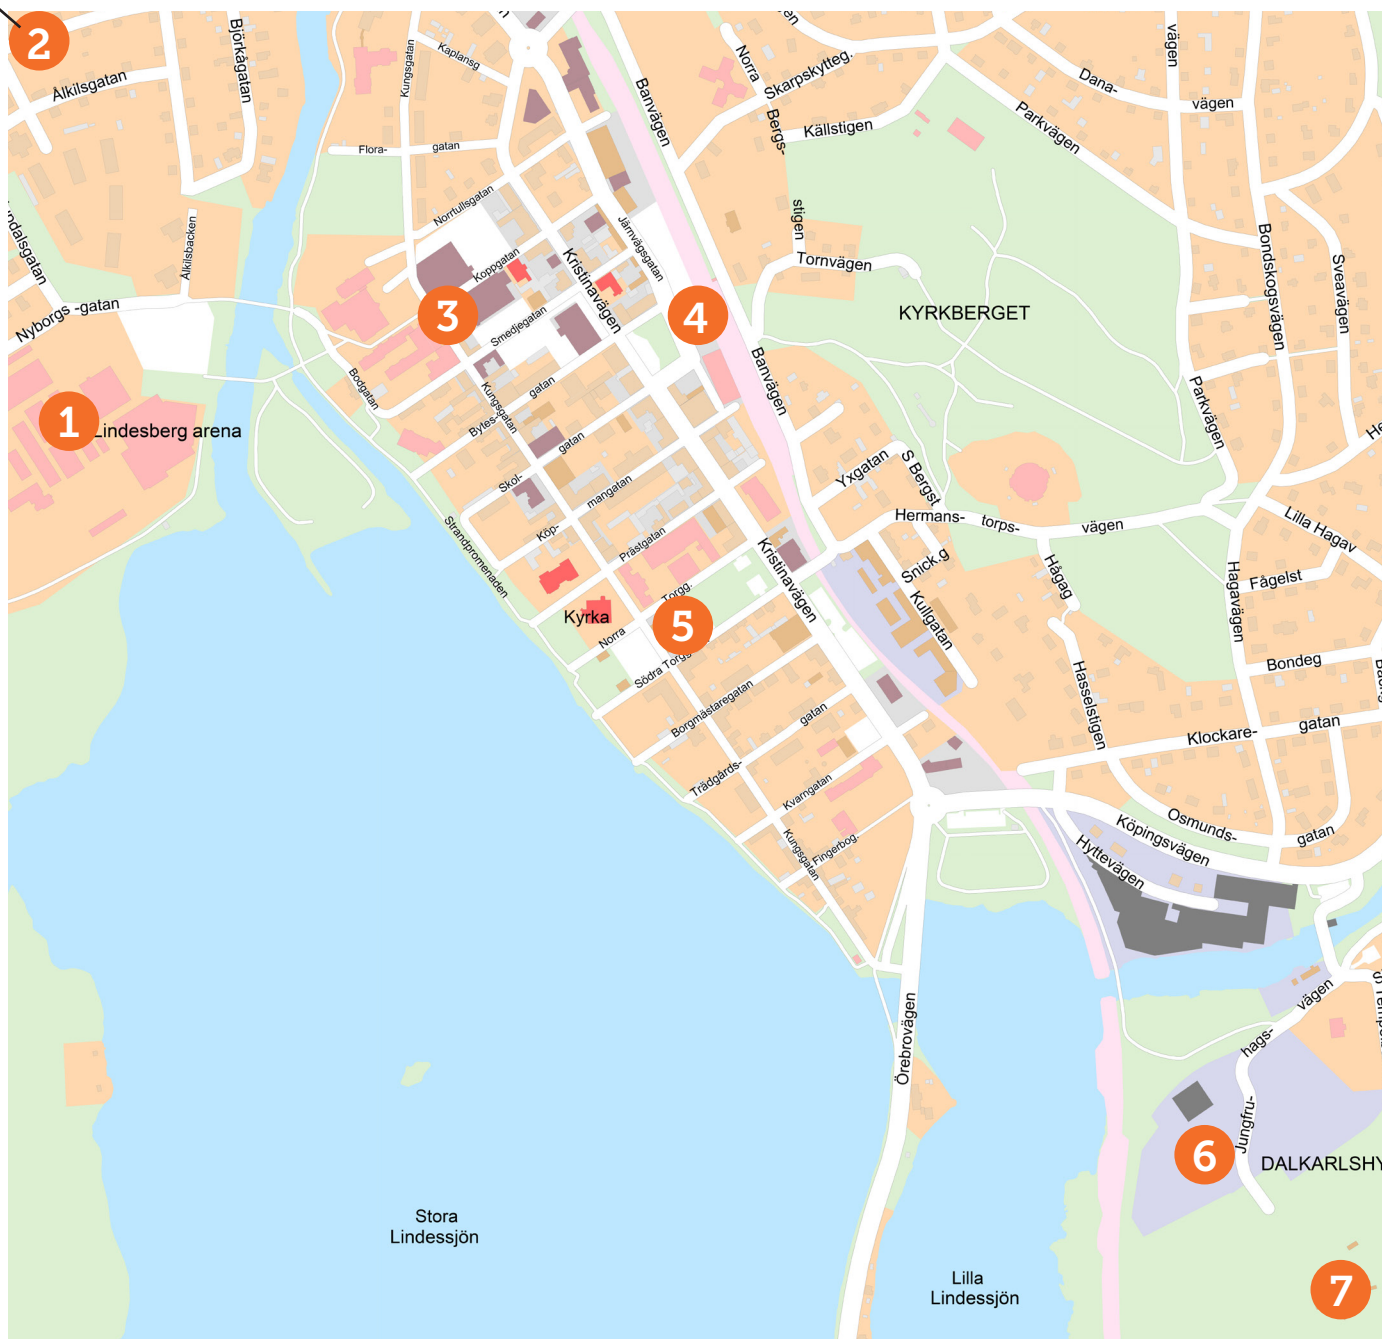 2
Björkågatan
Ålkilsgatan
Kungsgatan
Kaplansg
Banvägen
Norra
Bergs-
stigen
Skarpskytteg.
Källstigen
Dana-
vägen
vägen
Parkvägen
Flora-
gatan
Norrtullsgatan
Ålkilsbacken
Nyborgs -gatan
Koppgatan
Järnvägsgatan
Kristinavägen
Tornvägen
KYRKBERGET
Bondskogsvägen
Sveavägen
3
4
Smedjegatan
Banvägen
Parkvägen
1
Lindesberg arena
Bodgatan
Kungsgatan
Bytes-
gatan
Skol-
gatan
Köp-
mangatan
Prästgatan
Strandpromenaden
Yxgatan
S Bergst
Hermans-
torps-
vägen
Lilla Hagav
Fågelst
Hagavägen
Hågag
Snick.g
Kullgatan
Kristinavägen
Kyrka
Norra
Torgg.
5
Södra Torgg
Borgmästaregatan
Trädgårds-
gatan
Kvarngatan
Fingerbog.
Kungsgatan
Bondeg
Hasselstigen
Klockare-
gatan
Osmunds-
gatan
Köpingsvägen
Hyttevägen
Örebrovägen
hags-
vägen
Jungfru-
6
DALKARLSHY
Stora
Lindessjön
Lilla
Lindessjön
7